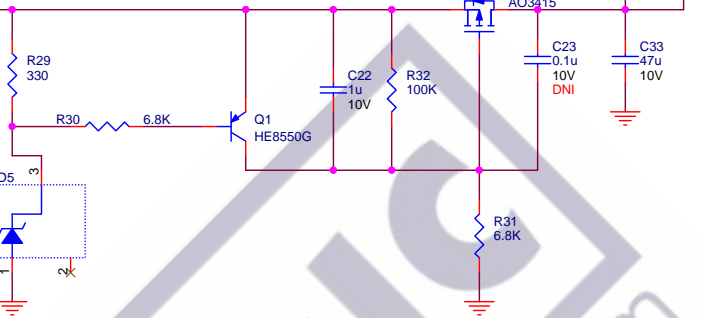 AO3415
R29
330
C22
1u
10V
R32
100K
C23
0.1u
10V
DNI
C33
47u
10V
R30
6.8K
Q1
HE8550G
3
D5
R31
6.8K
1
2
m